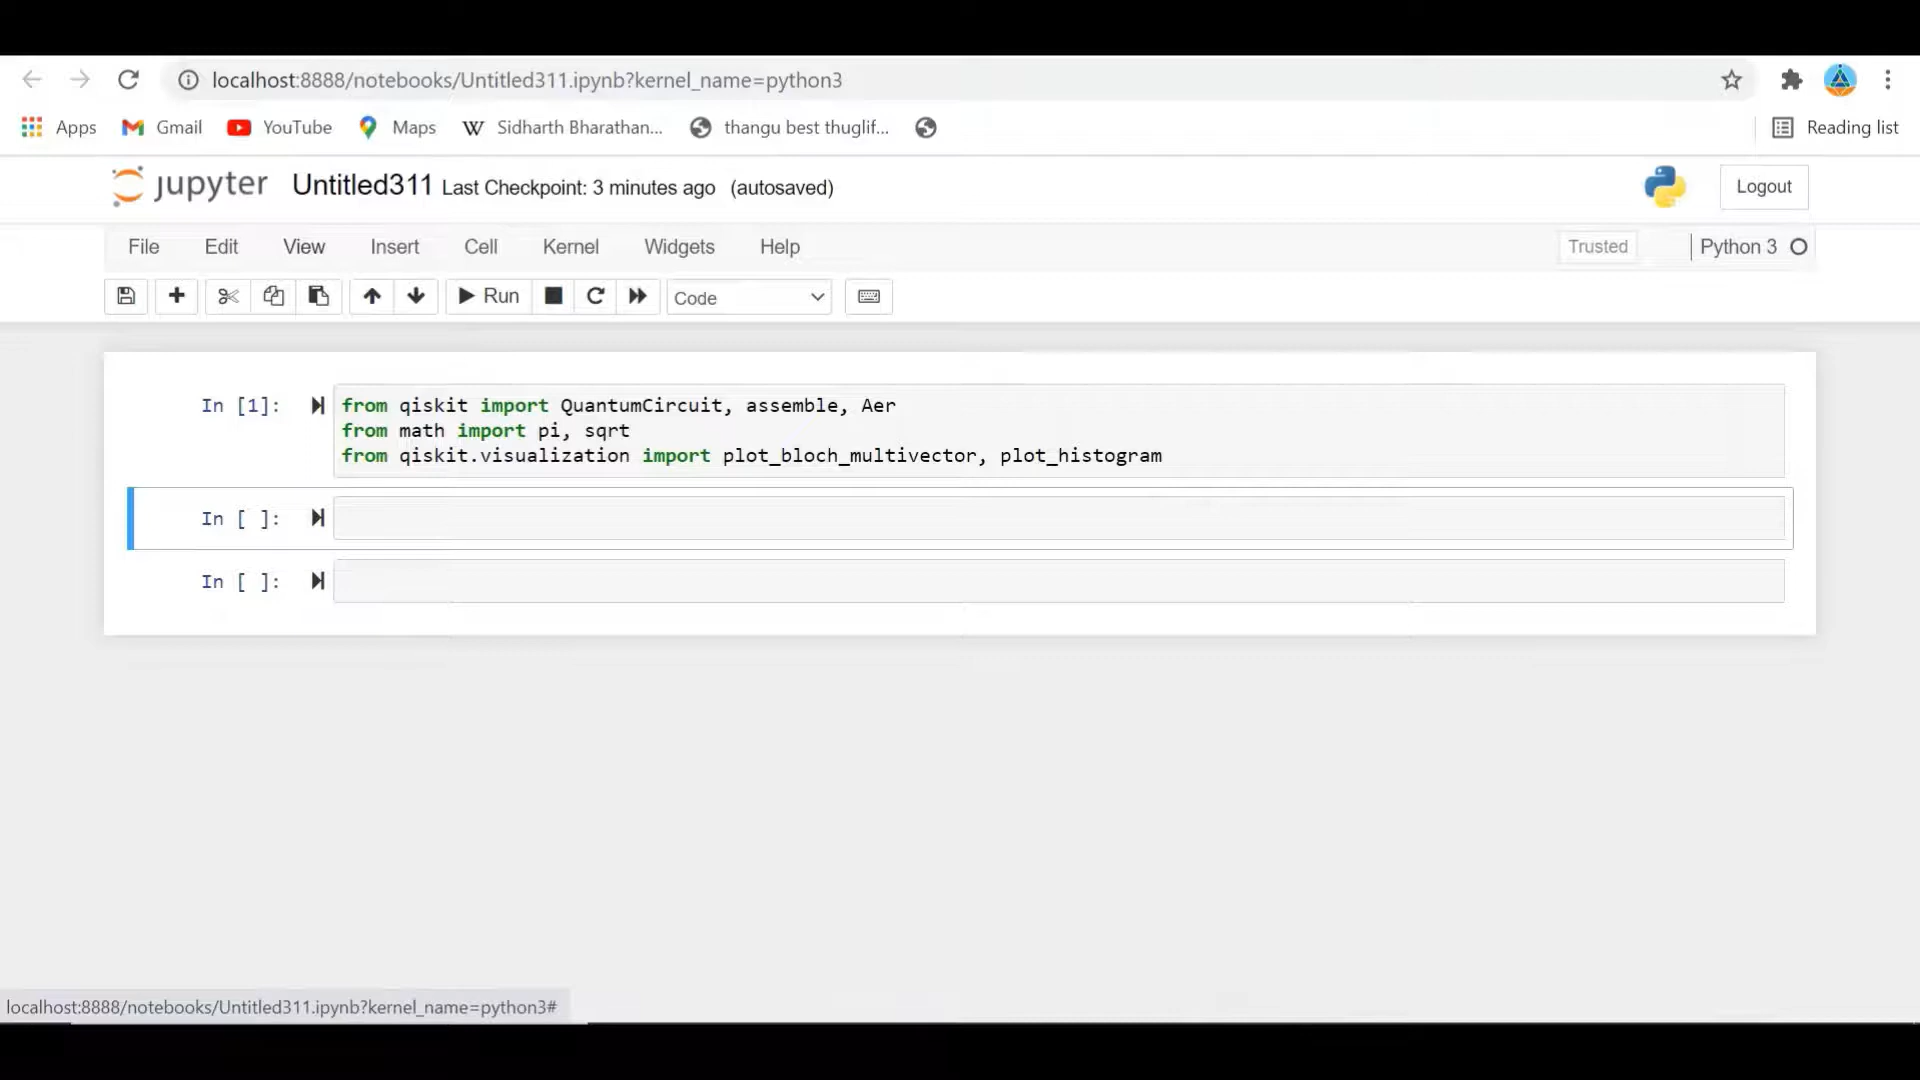 localhost:8888/notebooks/Untitled311.ipynb?kernel_name=python3
Apps Gmail YouTube Maps Sidharth Bharathan... thangu best thuglif... Reading list
jupyter Untitled311 Last Checkpoint: 3 minutes ago (autosaved) Logout
File Edit View Insert Cell Kernel Widgets Help Trusted Python 3
Run Code
In [1]: from qiskit import QuantumCircuit, assemble, Aer
from math import pi, sqrt
from qiskit.visualization import plot_bloch_multivector, plot_histogram
In [ ]:
In [ ]:
localhost:8888/notebooks/Untitled311.ipynb?kernel_name=python3#